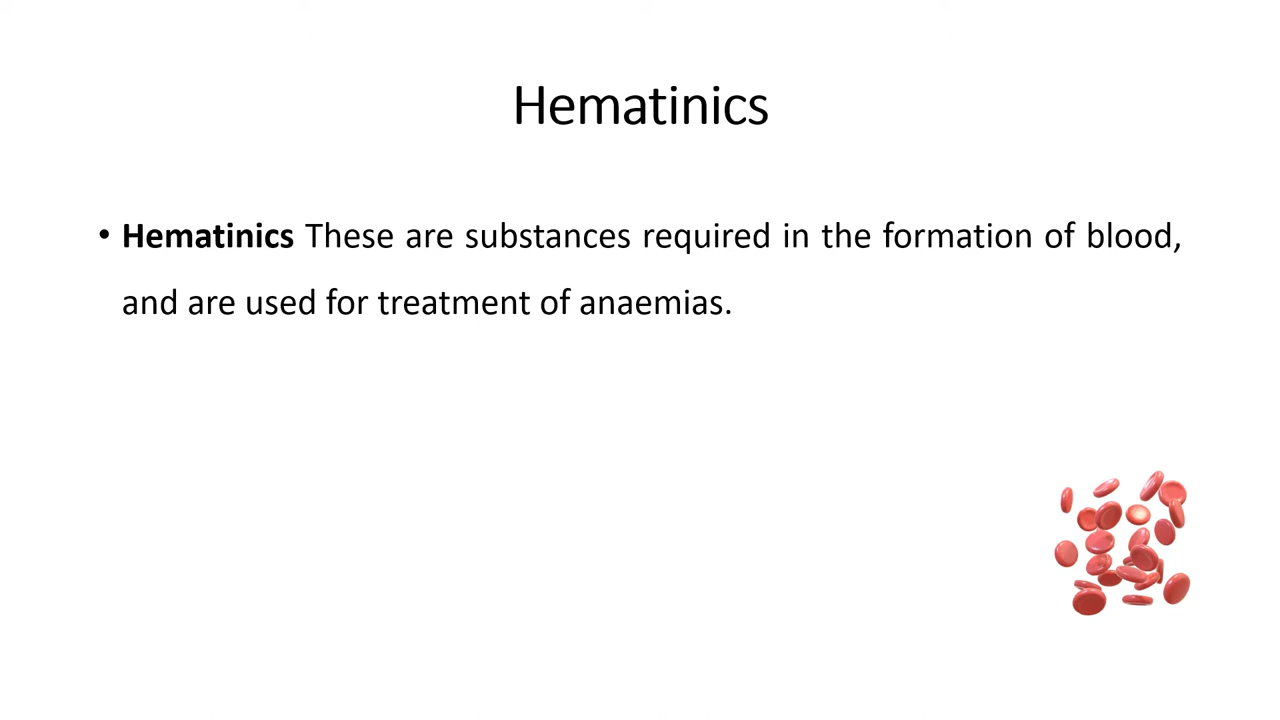 Hematinics
• Hematinics These are substances required in the formation of blood,
and are used for treatment of anaemias.